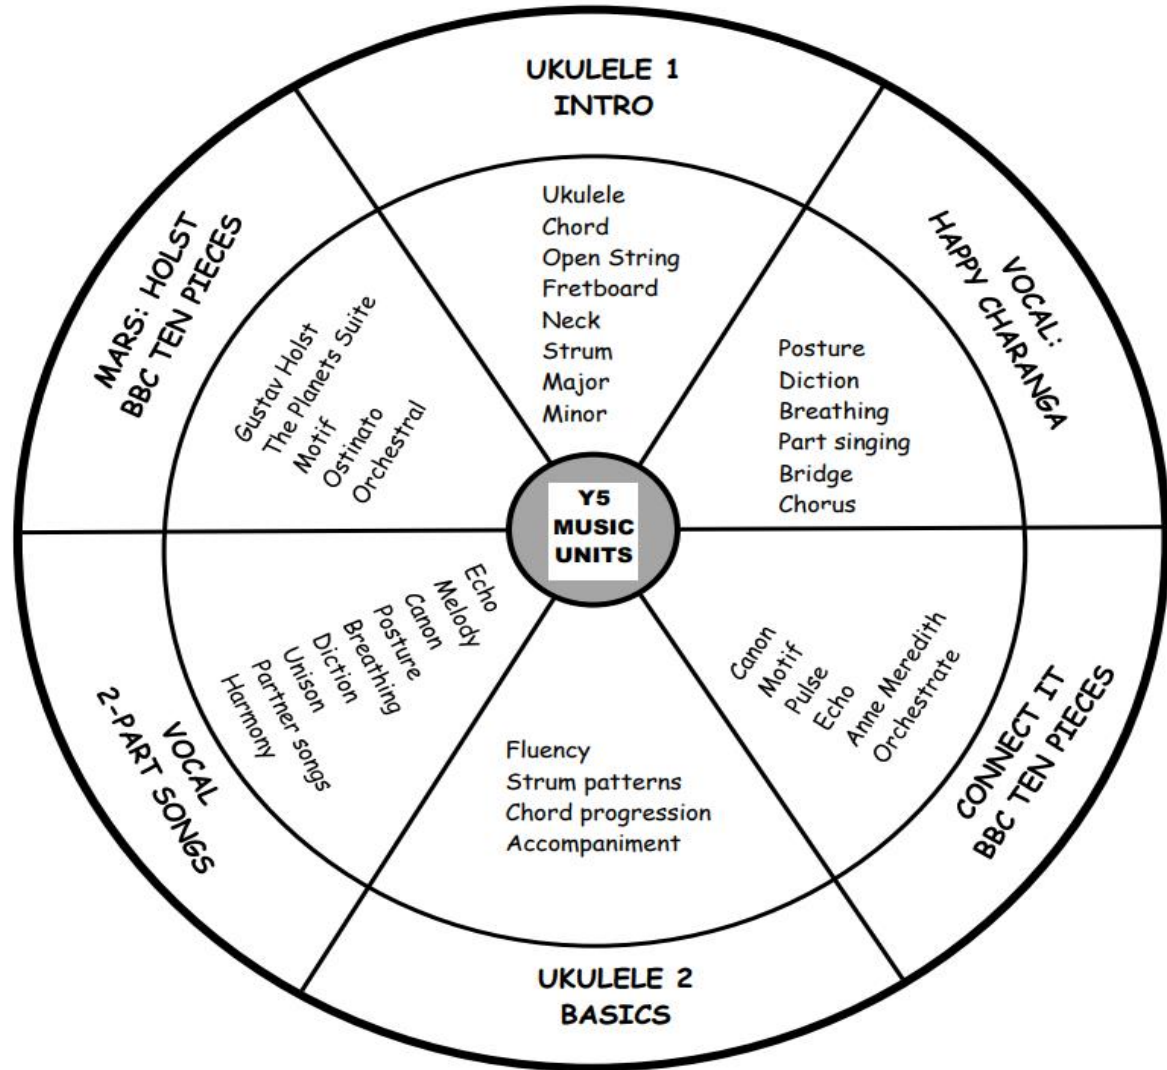 UKULELE 1
INTRO
Ukulele
Chord
Open String
Fretboard
Neck
Strum
Major
Minor
VOCAL:
HAPPY CHARANGA
Posture
Diction
Breathing
Part singing
Bridge
Chorus
CONNECT IT
BBC TEN PIECES
Canon
Motif
Pulse
Echo
Anne Meredith
Orchestrate
UKULELE 2
BASICS
Fluency
Strum patterns
Chord progression
Accompaniment
VOCAL
2-PART SONGS
Echo
Melody
Canon
Posture
Breathing
Diction
Unison
Partner songs
Harmony
MARS: HOLST
BBC TEN PIECES
Gustav Holst
The Planets Suite
Motif
Ostinato
Orchestral
Y5
MUSIC
UNITS